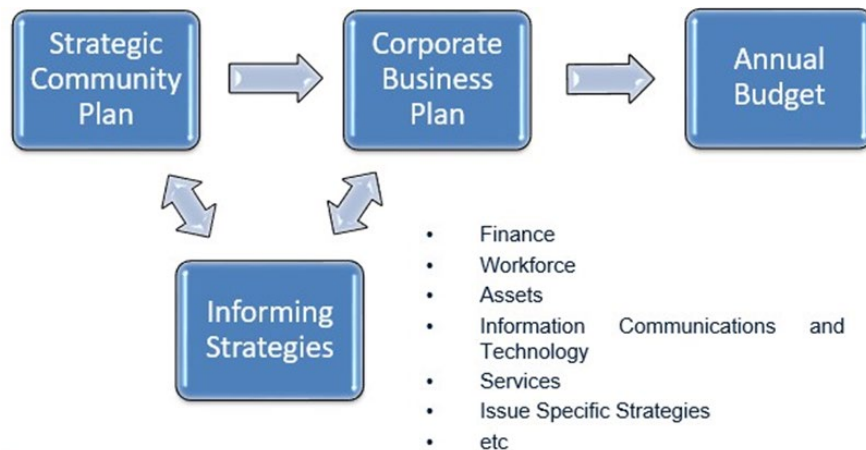 Strategic
Community
Plan
Corporate
Business
Plan
Annual
Budget
Informing
Strategies
• Finance
• Workforce
• Assets
• Information Communications and
Technology
• Services
• Issue Specific Strategies
• etc